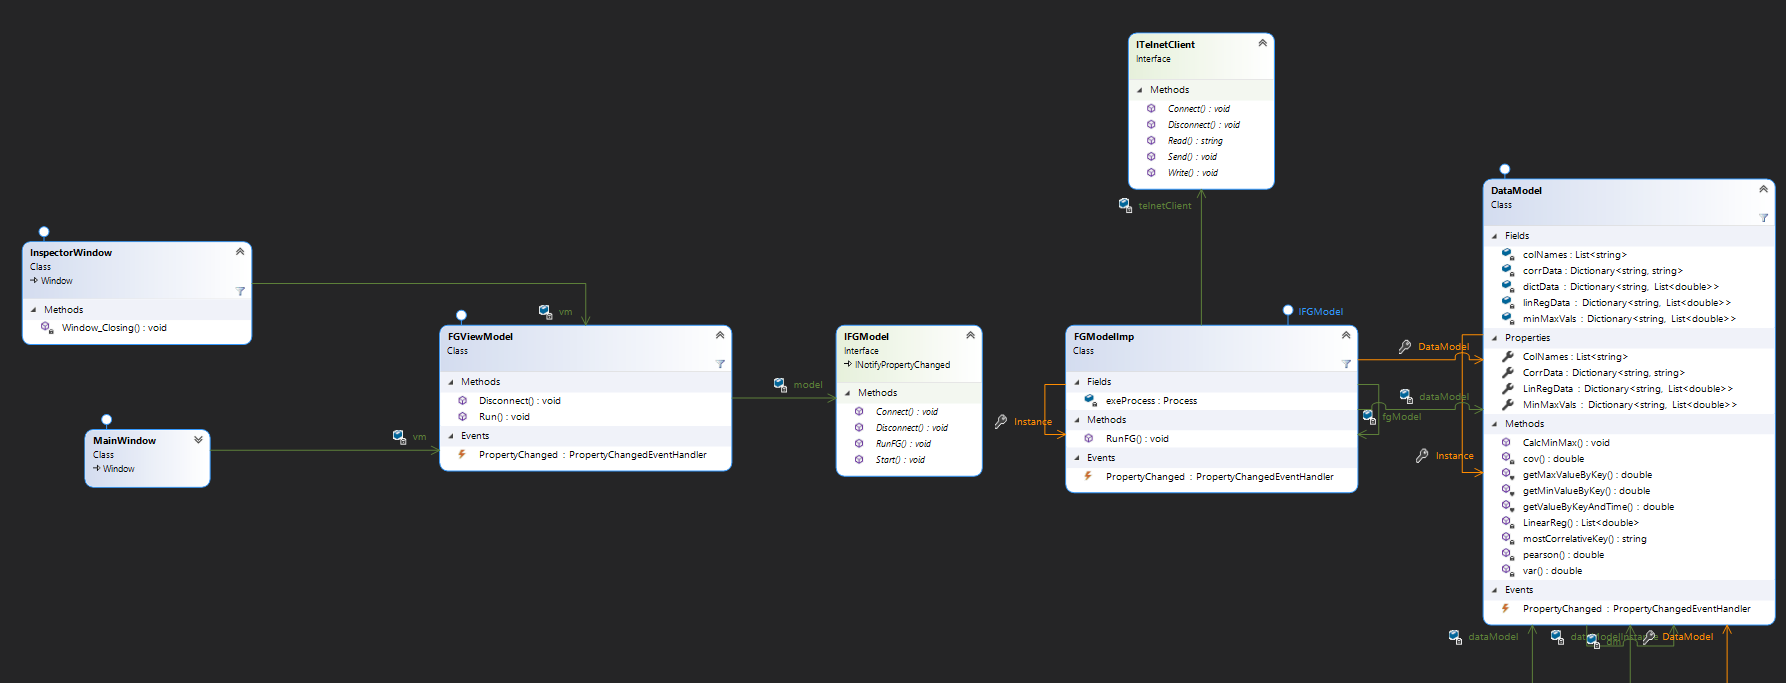 ITelnetClient
Interface
Methods
Connect() : void
Disconnect() : void
Read() : string
Send() : void
Write() : void
telnetClient
InspectorWindow
Class
Window
Methods
Window_Closing() : void
vm
MainWindow
Class
Window
vm
FGViewModel
Class
Methods
Disconnect() : void
Run() : void
Events
PropertyChanged : PropertyChangedEventHandler
model
IFGModel
Interface
INotifyPropertyChanged
Methods
Connect() : void
Disconnect() : void
RunFG() : void
Start() : void
Instance
IFGModel
FGModelImp
Class
Fields
exeProcess : Process
Methods
RunFG() : void
Events
PropertyChanged : PropertyChangedEventHandler
DataModel
dataModel
fgModel
Instance
DataModel
Class
Fields
colNames : List<string>
corrData : Dictionary<string, string>
dictData : Dictionary<string, List<double>>
linRegData : Dictionary<string, List<double>>
minMaxVals : Dictionary<string, List<double>>
Properties
ColNames : List<string>
CorrData : Dictionary<string, string>
LinRegData : Dictionary<string, List<double>>
MinMaxVals : Dictionary<string, List<double>>
Methods
CalcMinMax() : void
cov() : double
getMaxValueByKey() : double
getMinValueByKey() : double
getValueByKeyAndTime() : double
LinearReg() : List<double>
mostCorrelativeKey() : string
pearson() : double
var() : double
Events
PropertyChanged : PropertyChangedEventHandler
dataModel
dataModelInstance
dm
DataModel